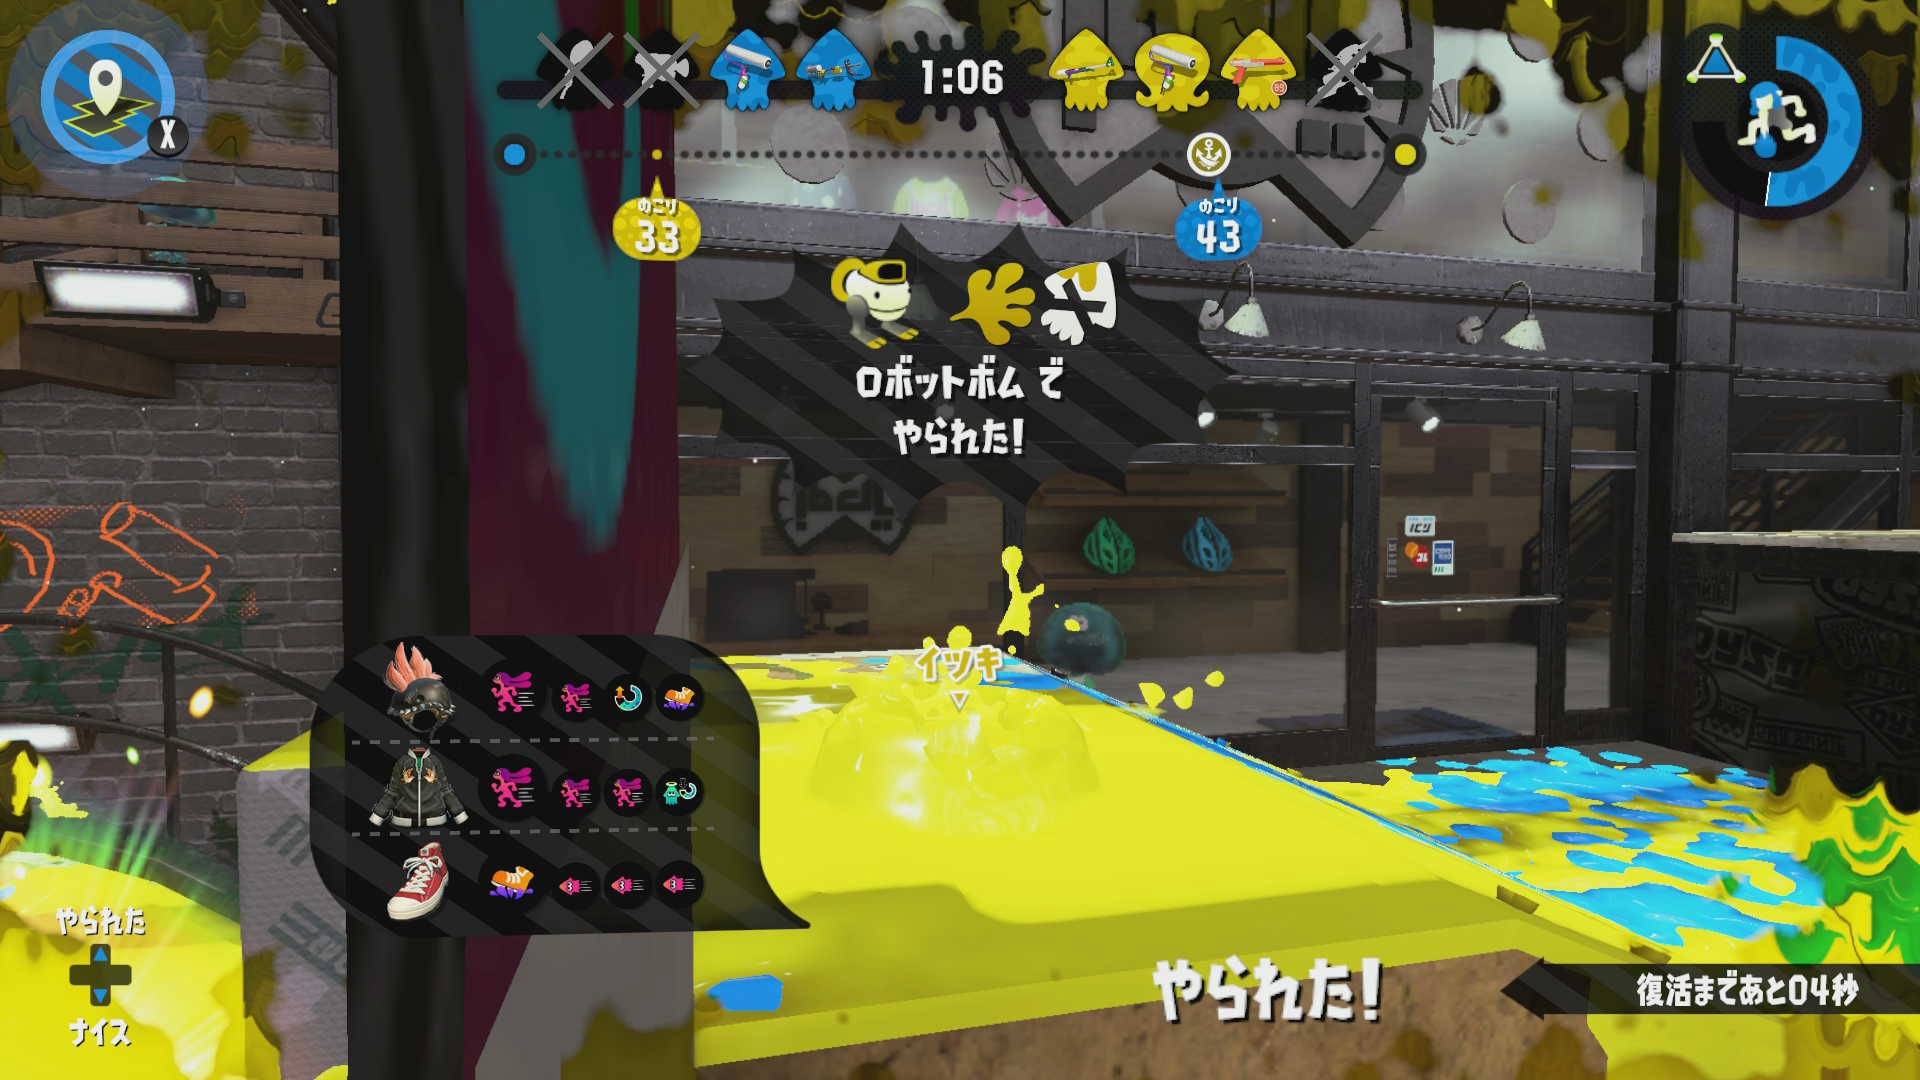 1:06
89
X
のこり
33
のこり
43
ロボットボム で
やられた!
イツキ
やられた
ナイス
やられた!
復活まであと04秒